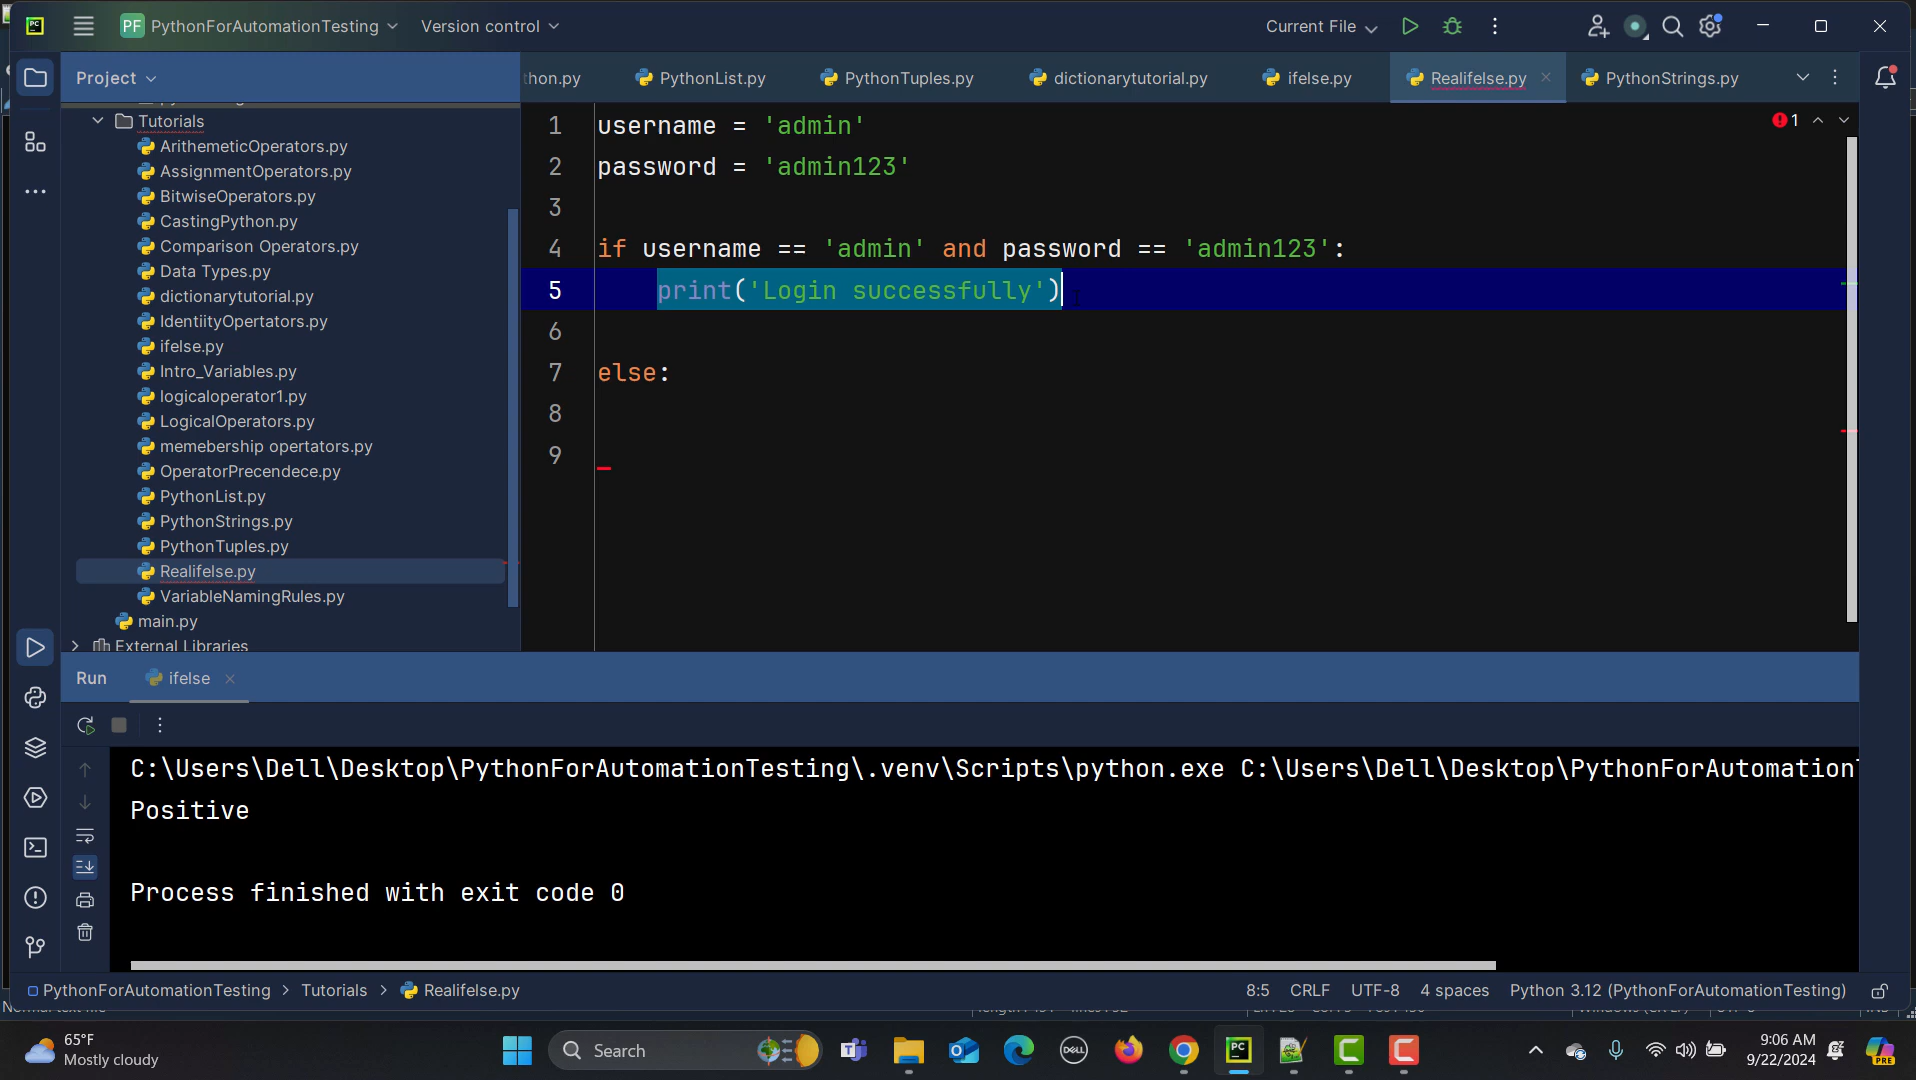 PC
PF PythonForAutomationTesting
Version control
Current File
Project
thon.py
PythonList.py
PythonTuples.py
dictionarytutorial.py
ifelse.py
Realifelse.py
PythonStrings.py
Tutorials
ArithemeticOperators.py
AssignmentOperators.py
BitwiseOperators.py
CastingPython.py
Comparison Operators.py
Data Types.py
dictionarytutorial.py
IdentiityOpertators.py
ifelse.py
Intro_Variables.py
logicaloperator1.py
LogicalOperators.py
memebership opertators.py
OperatorPrecendece.py
PythonList.py
PythonStrings.py
PythonTuples.py
Realifelse.py
VariableNamingRules.py
main.py
External Libraries
1 username = 'admin'
2 password = 'admin123'
3
4 if username == 'admin' and password == 'admin123':
5 print('Login successfully')
6
7 else:
8
9
1
Run
ifelse
C:\Users\Dell\Desktop\PythonForAutomationTesting\.venv\Scripts\python.exe C:\Users\Dell\Desktop\PythonForAutomation
Positive
Process finished with exit code 0
PythonForAutomationTesting > Tutorials > Realifelse.py
8:5
CRLF
UTF-8
4 spaces
Python 3.12 (PythonForAutomationTesting)
65°F
Mostly cloudy
Search
DELL
PC
9:06 AM
9/22/2024
PRE